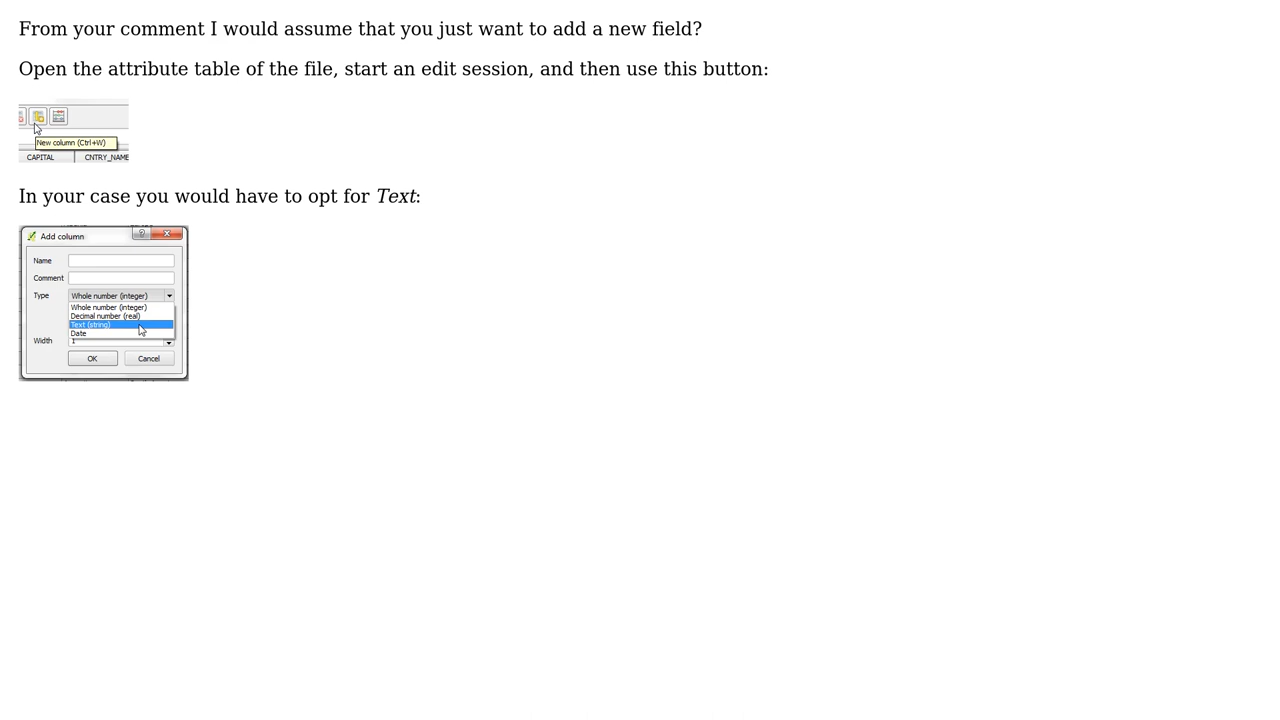 From your comment I would assume that you just want to add a new field?
Open the attribute table of the file, start an edit session, and then use this button:
New column (Ctrl+W)
CAPITAL CNTRY_NAME
In your case you would have to opt for Text:
Add column
Name
Comment
Type Whole number (integer)
Whole number (integer)
Decimal number (real)
Text (string)
Date
Width 1
OK Cancel